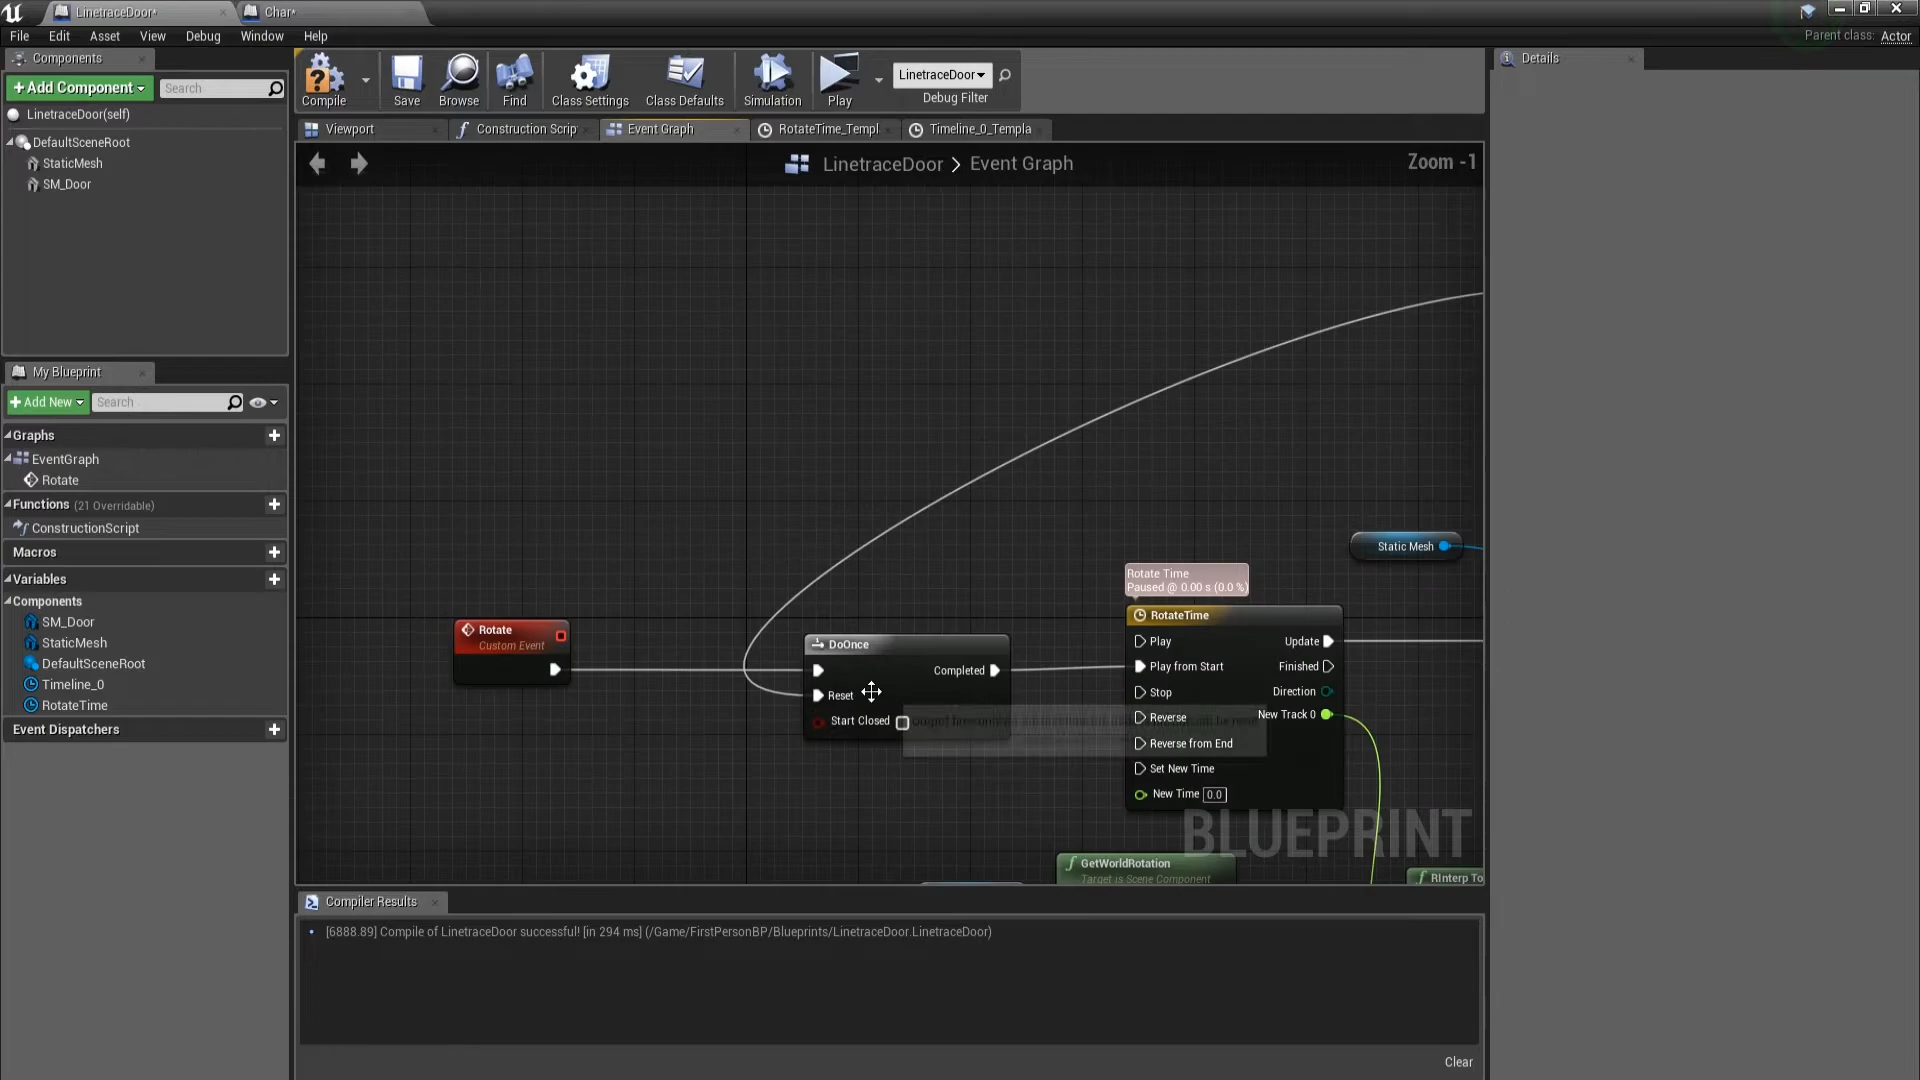 LinetraceDoor*
Char*
File
Edit
Asset
View
Debug
Window
Help
Parent class: Actor
Components
+Add Component
Search
LinetraceDoor(self)
DefaultSceneRoot
StaticMesh
SM_Door
Compile
Save
Browse
Find
Class Settings
Class Defaults
Simulation
Play
LinetraceDoor
Debug Filter
Details
Viewport
Construction Scrip
Event Graph
RotateTime_Templ
Timeline_0_Templa
LinetraceDoor > Event Graph
Zoom -1
My Blueprint
+Add New
Search
Graphs
EventGraph
Rotate
Functions (21 Overridable)
ConstructionScript
Macros
Variables
Components
SM_Door
StaticMesh
DefaultSceneRoot
Timeline_0
RotateTime
Event Dispatchers
Rotate
Custom Event
DoOnce
Completed
Reset
Start Closed
Rotate Time
Paused @ 0.00 s (0.0 %)
RotateTime
Play
Update
Play from Start
Finished
Stop
Direction
Reverse
New Track 0
Reverse from End
Set New Time
New Time 0.0
Static Mesh
GetWorldRotation
Target is Scene Component
RInterp To
BLUEPRINT
Compiler Results
[6888.89] Compile of LinetraceDoor successful! [in 294 ms] (/Game/FirstPersonBP/Blueprints/LinetraceDoor.LinetraceDoor)
Clear